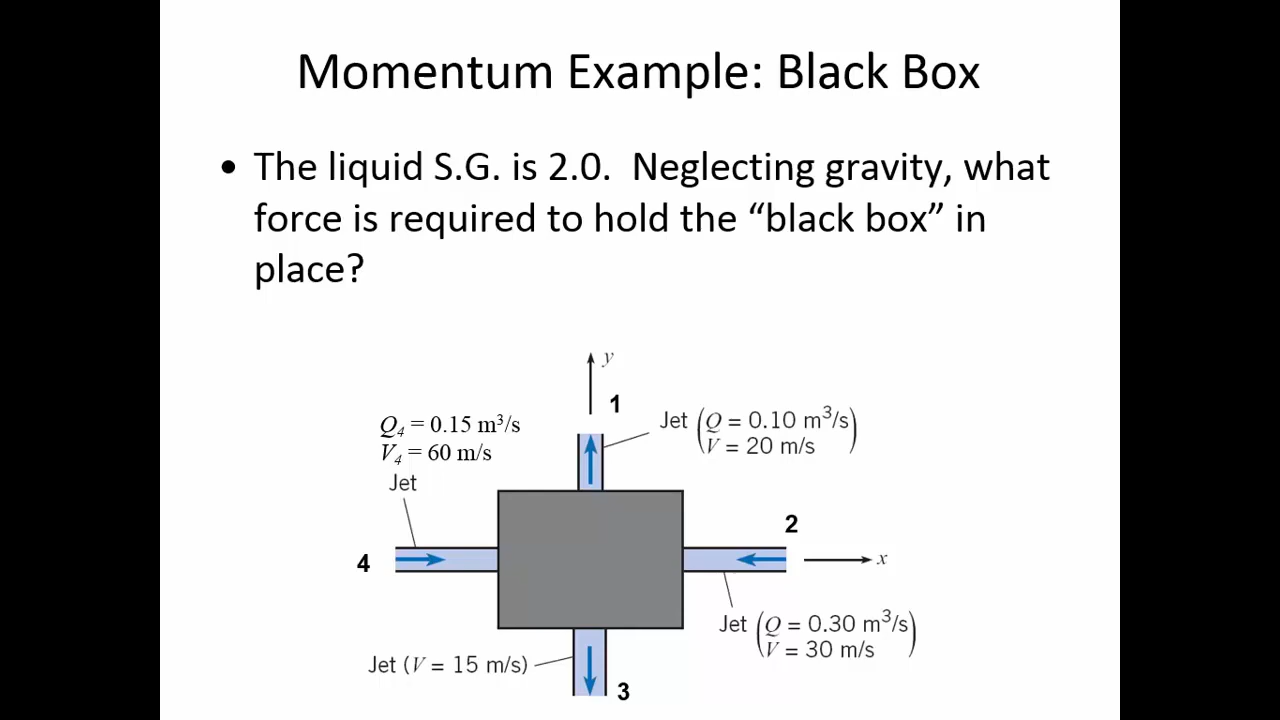 Momentum Example: Black Box
• The liquid S.G. is 2.0.  Neglecting gravity, what
force is required to hold the “black box” in
place?
y
1
Q₄ = 0.15 m³/s
V₄ = 60 m/s
Jet
Jet (Q = 0.10 m³/s)
(V = 20 m/s)
2
4
x
Jet (Q = 0.30 m³/s)
(V = 30 m/s)
Jet (V = 15 m/s)
3